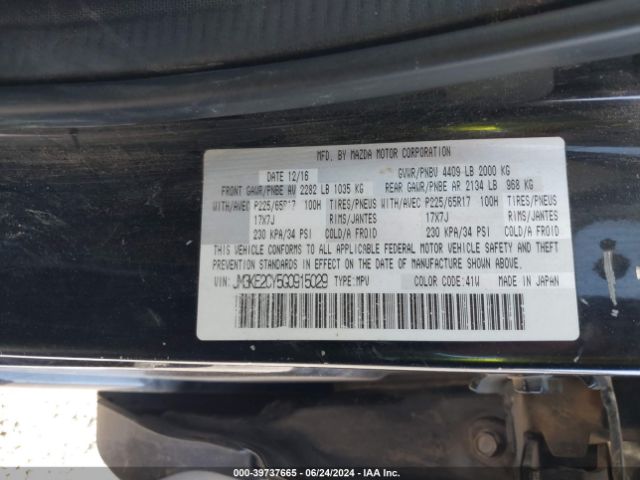 MFD. BY MAZDA MOTOR CORPORATION
DATE 12/16 GVWR/PNBV 4409 LB 2000 KG
FRONT GAWR/PNBE AV 2282 LB 1035 KG REAR GAWR/PNBE AR 2134 LB 968 KG
WITH/AVEC P225/65R17 100H TIRES/PNEUS WITH/AVEC P225/65R17 100H TIRES/PNEUS
17X7J RIMS/JANTES 17X7J RIMS/JANTES
230 KPA/34 PSI COLD/A FROID 230 KPA/34 PSI COLD/A FROID
THIS VEHICLE CONFORMS TO ALL APPLICABLE FEDERAL MOTOR VEHICLE SAFETY AND THEFT
PREVENTION STANDARDS IN EFFECT ON THE DATE OF MANUFACTURE SHOWN ABOVE.
VIN: JM3KE2CY5G0915029 TYPE:MPV COLOR CODE:41W MADE IN JAPAN
000-39737665 - 06/24/2024 - IAA Inc.